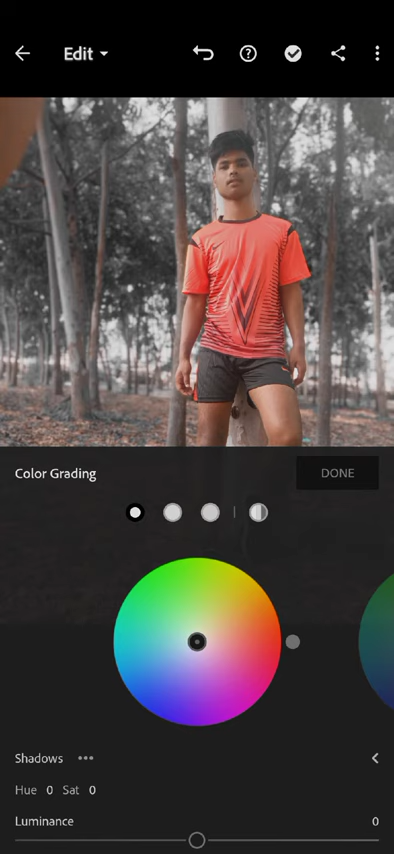 Edit
Color Grading
DONE
Shadows
Hue 0 Sat 0
Luminance 0